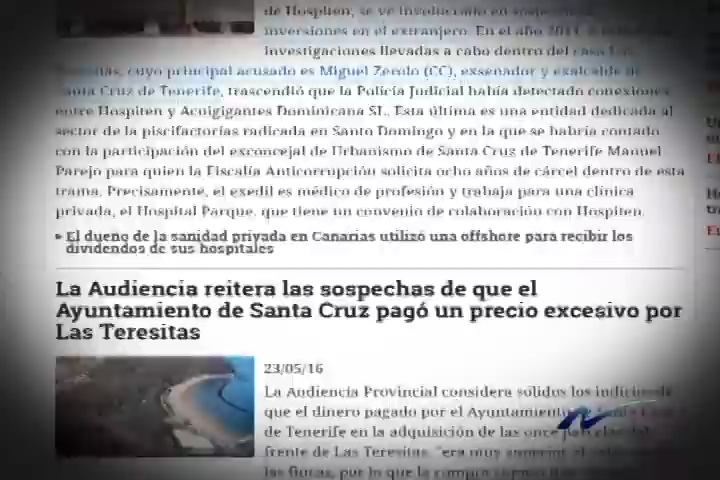 de Hospiten, se ve involucrado en
inversiones en el extranjero. En el año
investigaciones llevadas a cabo dentro del caso
cuyo principal acusado es Miguel Zerolo (CC), exsenador y exalcalde de
Santa Cruz de Tenerife, trascendió que la Policía Judicial había detectado conexiones
entre Hospiten y Acuigigantes Dominicana SL. Esta última es una entidad dedicada al
sector de la piscifactorías radicada en Santo Domingo y en la que se habría contado
con la participación del exconcejal de Urbanismo de Santa Cruz de Tenerife Manuel
Parejo para quien la Fiscalía Anticorrupción solicita ocho años de cárcel dentro de esta
trama. Precisamente, el exedil es médico de profesión y trabaja para una clínica
privada, el Hospital Parque, que tiene un convenio de colaboración con Hospiten.
▸ El dueño de la sanidad privada en Canarias utilizó una offshore para recibir los
dividendos de sus hospitales
La Audiencia reitera las sospechas de que el
Ayuntamiento de Santa Cruz pagó un precio excesivo por
Las Teresitas
23/05/16
La Audiencia Provincial considera sólidos los indicios de
que el dinero pagado por el Ayuntamiento
de Tenerife en la adquisición de las once
frente de Las Teresitas, "era muy superior
las fincas, por lo que la compra